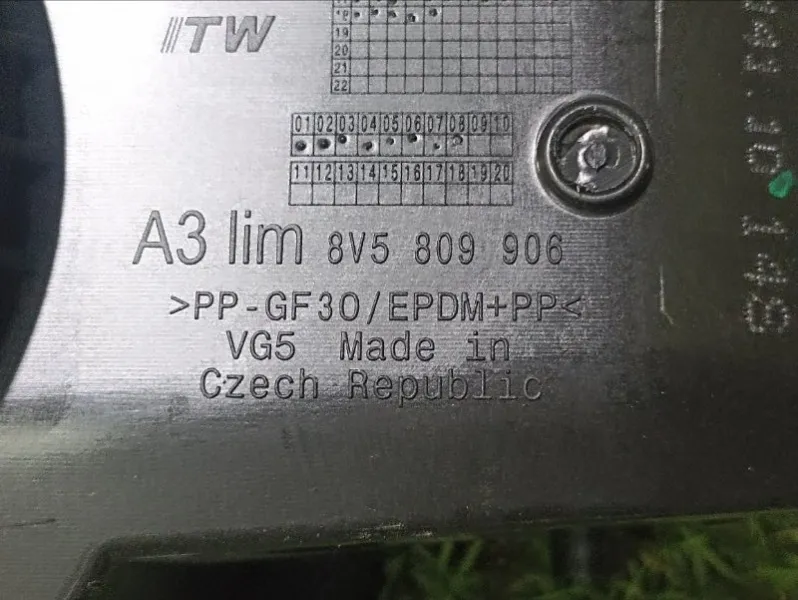 ITW
18
19
20
21
22
01 02 03 04 05 06 07 08 09 10
11 12 13 14 15 16 17 18 19 20
A3 lim 8V5 809 906
>PP-GF30/EPDM+PP<
VG5 Made in
Czech Republic